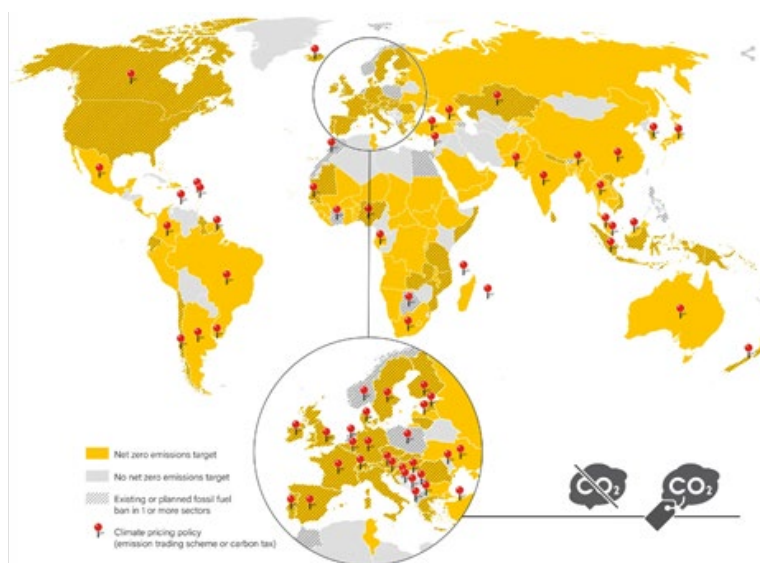 Net zero emissions target
No net zero emissions target
Existing or planned fossil fuel
ban in 1 or more sectors
Climate pricing policy
(emission trading scheme or carbon tax)
CO2
CO2